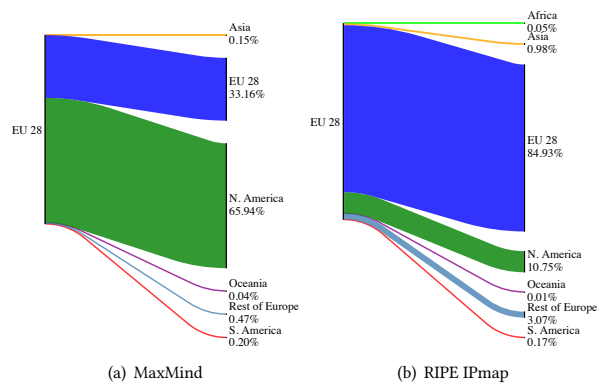 Asia
0.15%
EU 28
33.16%
EU 28
N. America
65.94%
Oceania
0.04%
Rest of Europe
0.47%
S. America
0.20%
(a) MaxMind
Africa
0.05%
Asia
0.98%
EU 28
EU 28
84.93%
N. America
10.75%
Oceania
0.01%
Rest of Europe
3.07%
S. America
0.17%
(b) RIPE IPmap